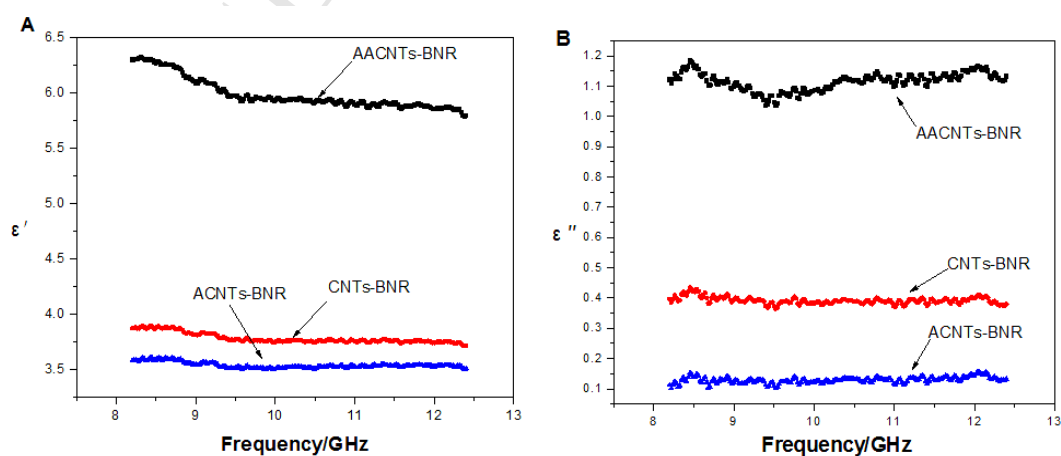 A
6.5
6.0
5.5
5.0
4.5
4.0
3.5
ε′
AACNTs-BNR
ACNTs-BNR
CNTs-BNR
8 9 10 11 12 13
Frequency/GHz
B
1.2
1.1
1.0
0.9
0.8
0.7
0.6
0.5
0.4
0.3
0.2
0.1
ε″
AACNTs-BNR
CNTs-BNR
ACNTs-BNR
8 9 10 11 12 13
Frequency/GHz